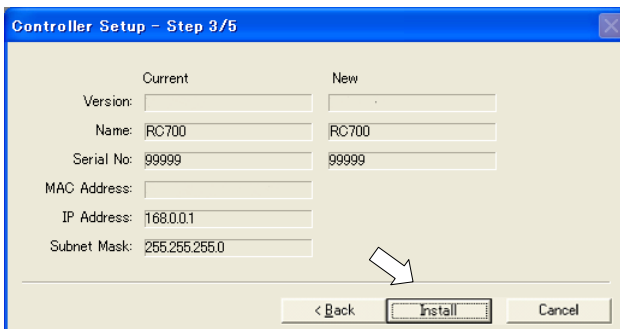 Controller Setup - Step 3/5
Current New
Version:
Name: RC700 RC700
Serial No: 99999 99999
MAC Address:
IP Address: 168.0.0.1
Subnet Mask: 255.255.255.0
< Back Install Cancel